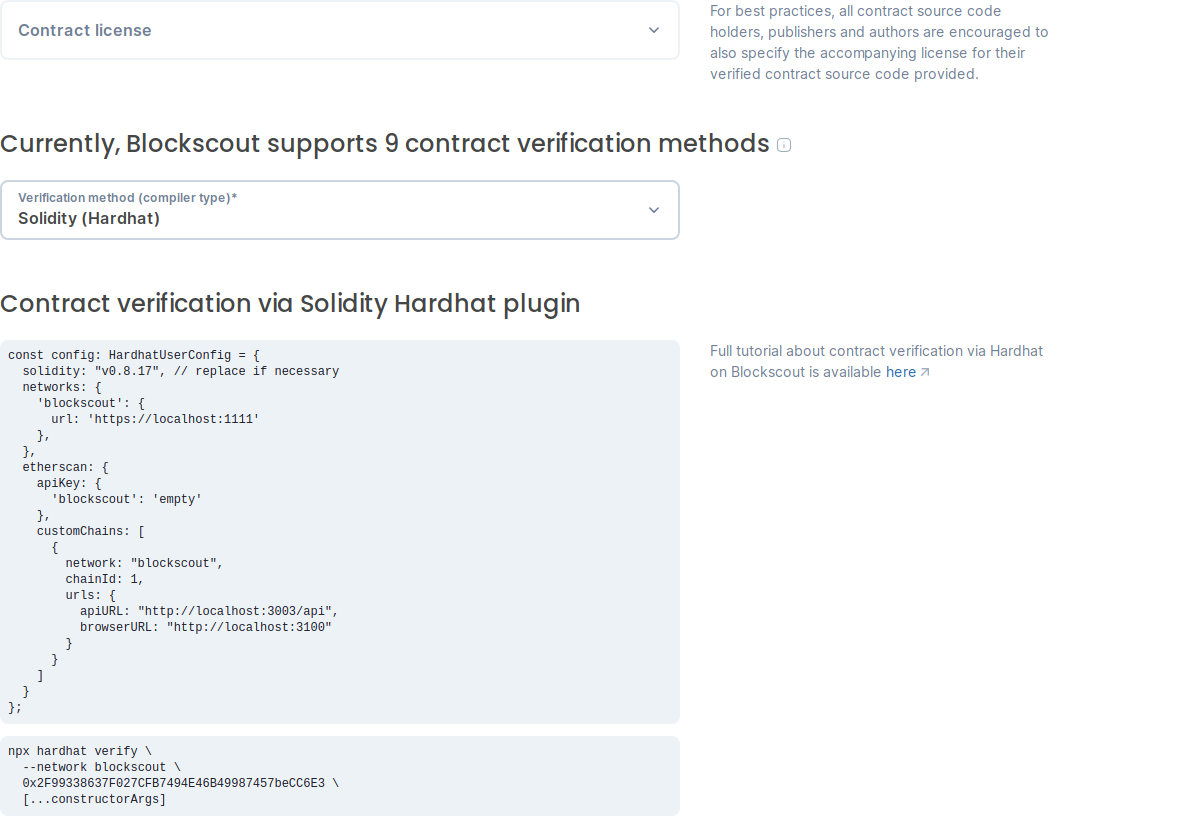 Contract license
For best practices, all contract source code
holders, publishers and authors are encouraged to
also specify the accompanying license for their
verified contract source code provided.
Currently, Blockscout supports 9 contract verification methods
Verification method (compiler type)*
Solidity (Hardhat)
Contract verification via Solidity Hardhat plugin
const config: HardhatUserConfig = {
  solidity: "v0.8.17", // replace if necessary
  networks: {
    'blockscout': {
      url: 'https://localhost:1111'
    },
  },
  etherscan: {
    apiKey: {
      'blockscout': 'empty'
    },
    customChains: [
      {
        network: "blockscout",
        chainId: 1,
        urls: {
          apiURL: "http://localhost:3003/api",
          browserURL: "http://localhost:3100"
        }
      }
    ]
  }
};
Full tutorial about contract verification via Hardhat
on Blockscout is available here
npx hardhat verify \
  --network blockscout \
  0x2F99338637F027CFB7494E46B49987457beCC6E3 \
  [...constructorArgs]